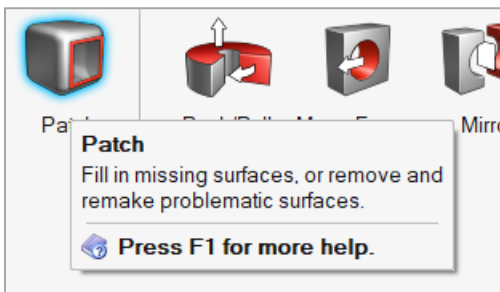 Patch
Fill in missing surfaces, or remove and
remake problematic surfaces.
Press F1 for more help.